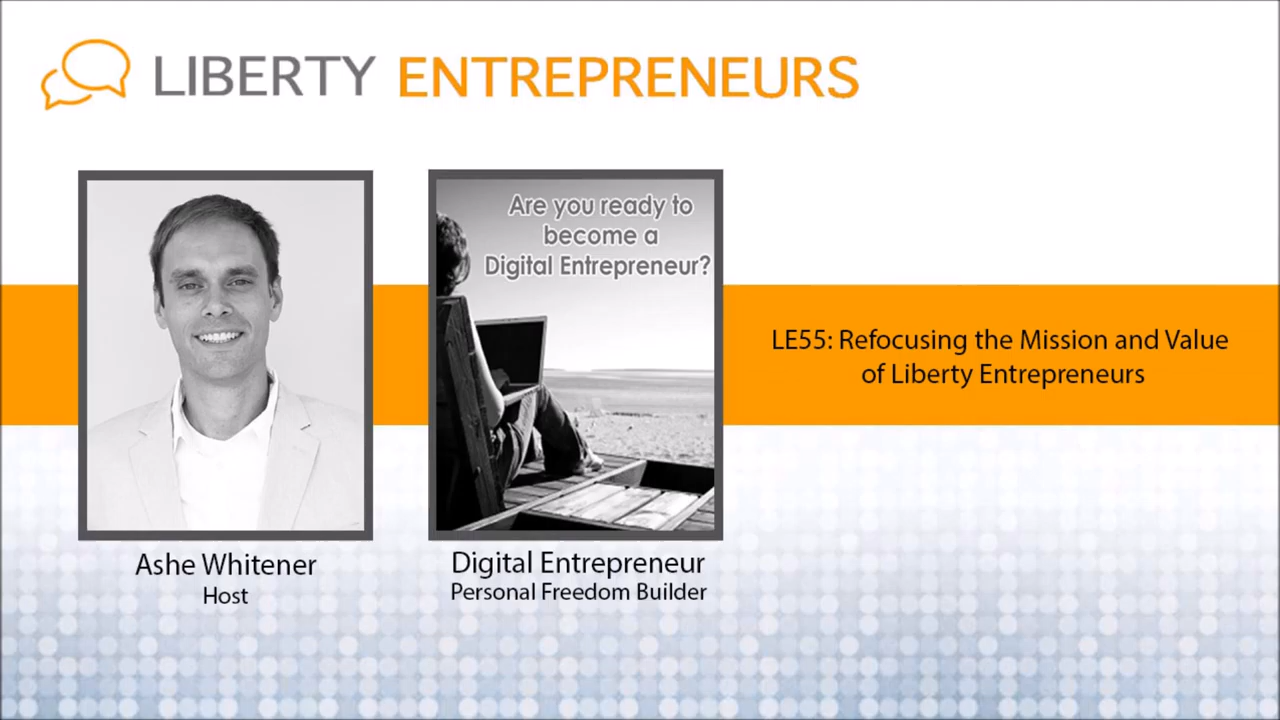 LIBERTY ENTREPRENEURS
Are you ready to
become a
Digital Entrepreneur?
LE55: Refocusing the Mission and Value
of Liberty Entrepreneurs
Ashe Whitener
Host
Digital Entrepreneur
Personal Freedom Builder